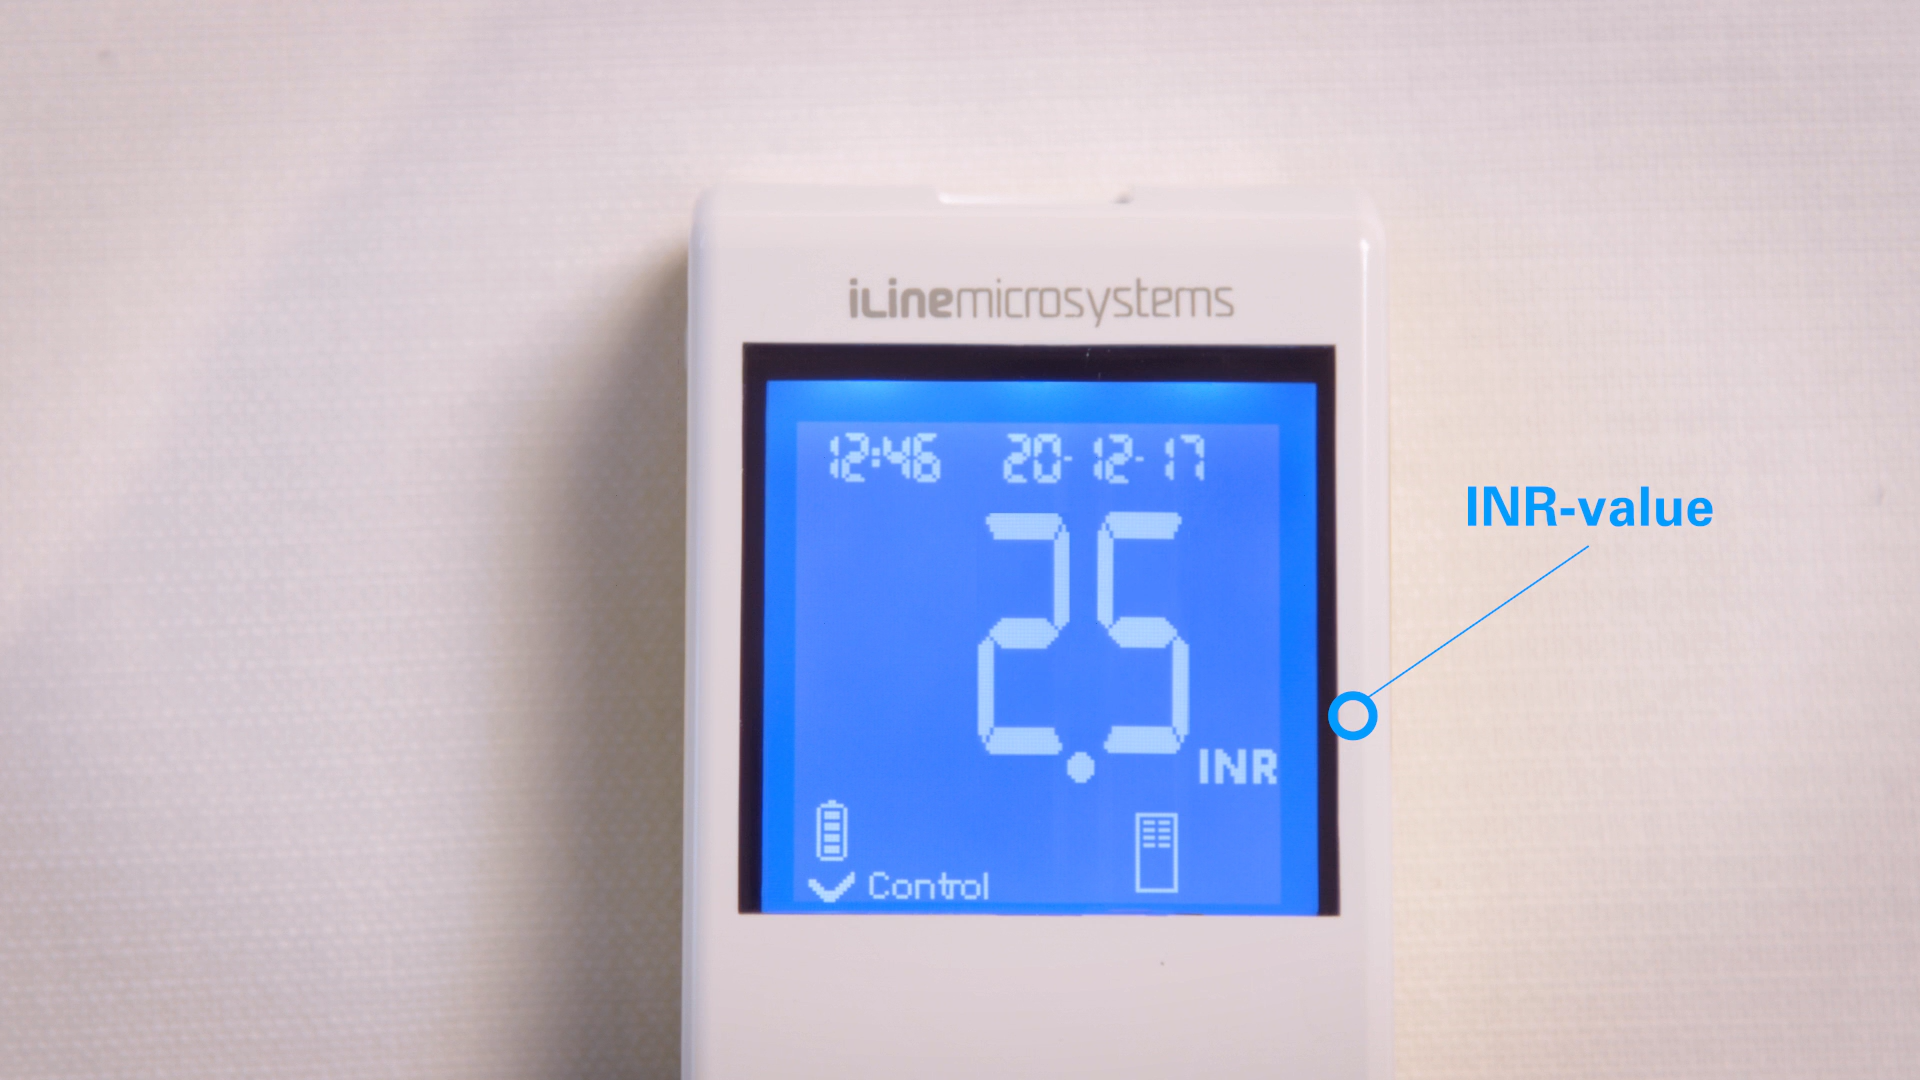 iLinemicrosystems
12:46 20-12-17
2.5 INR
Control
INR-value